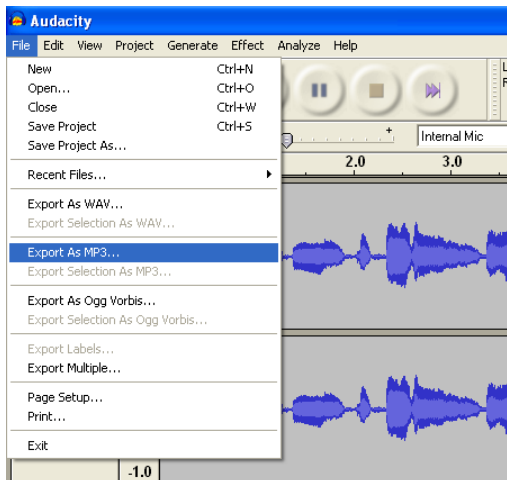 Audacity
File Edit View Project Generate Effect Analyze Help
New Ctrl+N
Open... Ctrl+O
Close Ctrl+W
Save Project Ctrl+S
Save Project As...
Recent Files...
Export As WAV...
Export Selection As WAV...
Export As MP3...
Export Selection As MP3...
Export As Ogg Vorbis...
Export Selection As Ogg Vorbis...
Export Labels...
Export Multiple...
Page Setup...
Print...
Exit
L
R
+
Internal Mic
2.0 3.0
-1.0